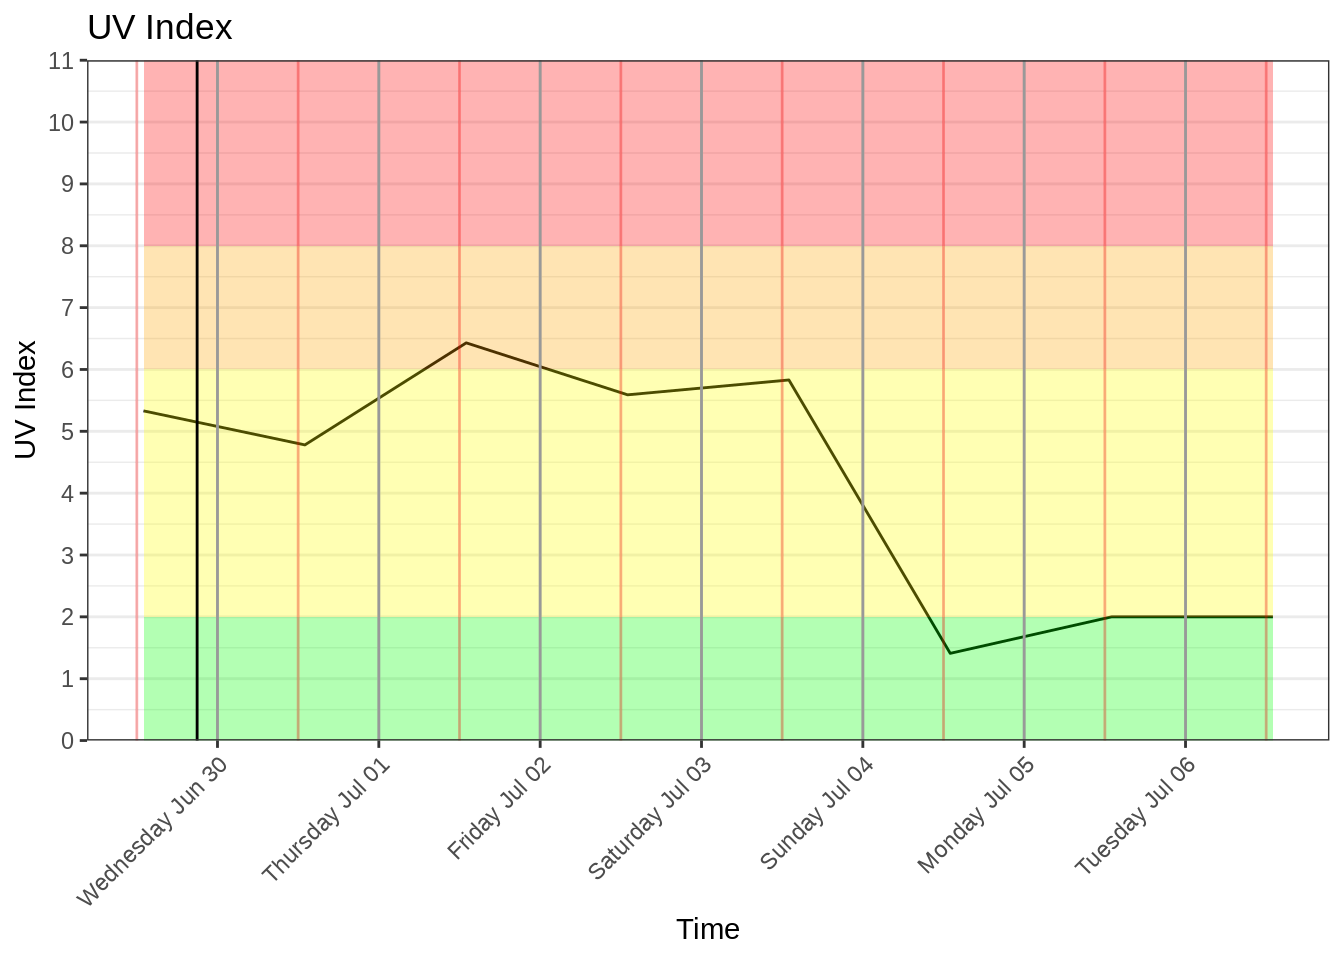 UV Index
11
10
9
8
7
6
5
4
3
2
1
0
UV Index
Wednesday Jun 30
Thursday Jul 01
Friday Jul 02
Saturday Jul 03
Sunday Jul 04
Monday Jul 05
Tuesday Jul 06
Time